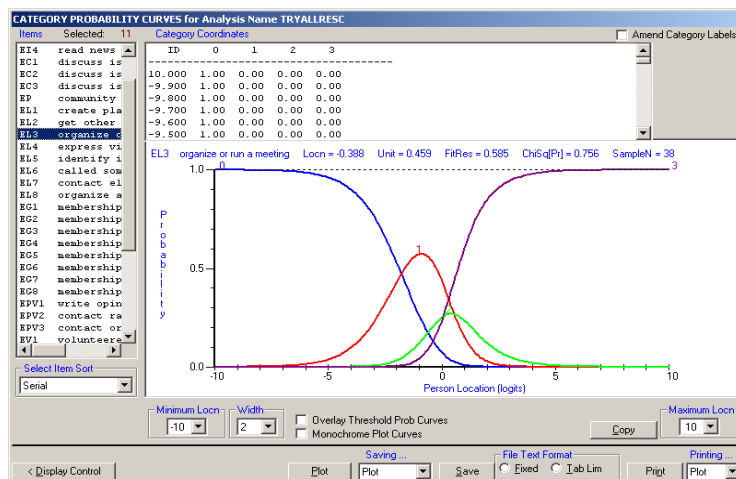 CATEGORY PROBABILITY CURVES for Analysis Name TRYALLRESC
Items Selected: 11 Category Coordinates Amend Category Labels
EI4 read news
EC1 discuss is
EC2 discuss is
EC3 discuss is
EP community
EL1 create pla
EL2 get other
EL3 organize c
EL4 express vi
EL5 identify i
EL6 called som
EL7 contact el
EL8 organize a
EG1 membership
EG2 membership
EG3 membership
EG4 membership
EG5 membership
EG6 membership
EG7 membership
EG8 membership
EPV1 write opin
EPV2 contact ra
EPV3 contact or
EV1 volunteere
Select Item Sort
Serial
ID 0 1 2 3
--------------------------------------
10.000 1.00 0.00 0.00 0.00
-9.900 1.00 0.00 0.00 0.00
-9.800 1.00 0.00 0.00 0.00
-9.700 1.00 0.00 0.00 0.00
-9.600 1.00 0.00 0.00 0.00
-9.500 1.00 0.00 0.00 0.00
EL3 organize or run a meeting Locn = -0.388 Unit = 0.459 FitRes = 0.585 ChiSq[Pr] = 0.756 SampleN = 38
1.0
0
3
Probability
1
0.5
2
0.0
-10 -5 0 5 10
Person Location (logits)
Minimum Locn Width Maximum Locn
-10 2 10
Overlay Threshold Prob Curves
Monochrome Plot Curves
Copy
Saving ... File Text Format Printing ...
< Display Control Plot Plot Save Fixed Tab Lim Print Plot